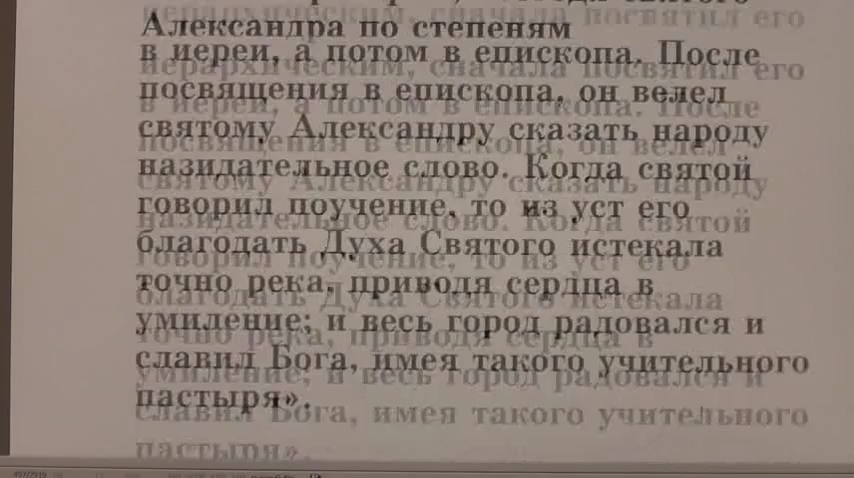 Александра по степеням
в иереи, а потом в епископа. После
посвящения в епископа, он велел
святому Александру сказать народу
назидательное слово. Когда святой
говорил поучение, то из уст его
благодать Духа Святого истекала
точно река, приводя сердца в
умиление; и весь город радовался и
славил Бога, имея такого учительного
пастыря».